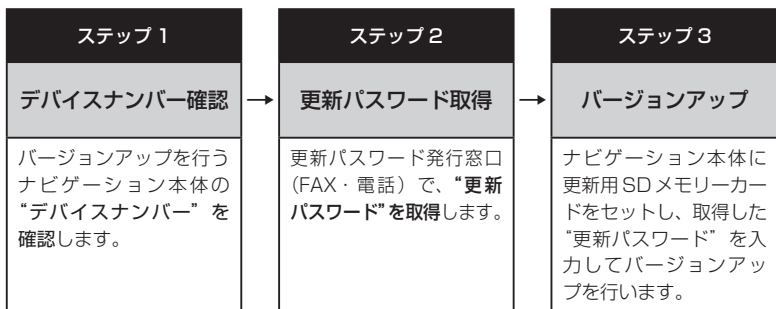 ステップ 1
デバイスナンバー確認
バージョンアップを行う
ナビゲーション本体の
“デバイスナンバー” を
確認します。
→
ステップ 2
更新パスワード取得
更新パスワード発行窓口
（FAX・電話）で、“更新
パスワード”を取得します。
→
ステップ 3
バージョンアップ
ナビゲーション本体に
更新用 SD メモリーカー
ドをセットし、取得した
“更新パスワード” を入
力してバージョンアッ
プを行います。